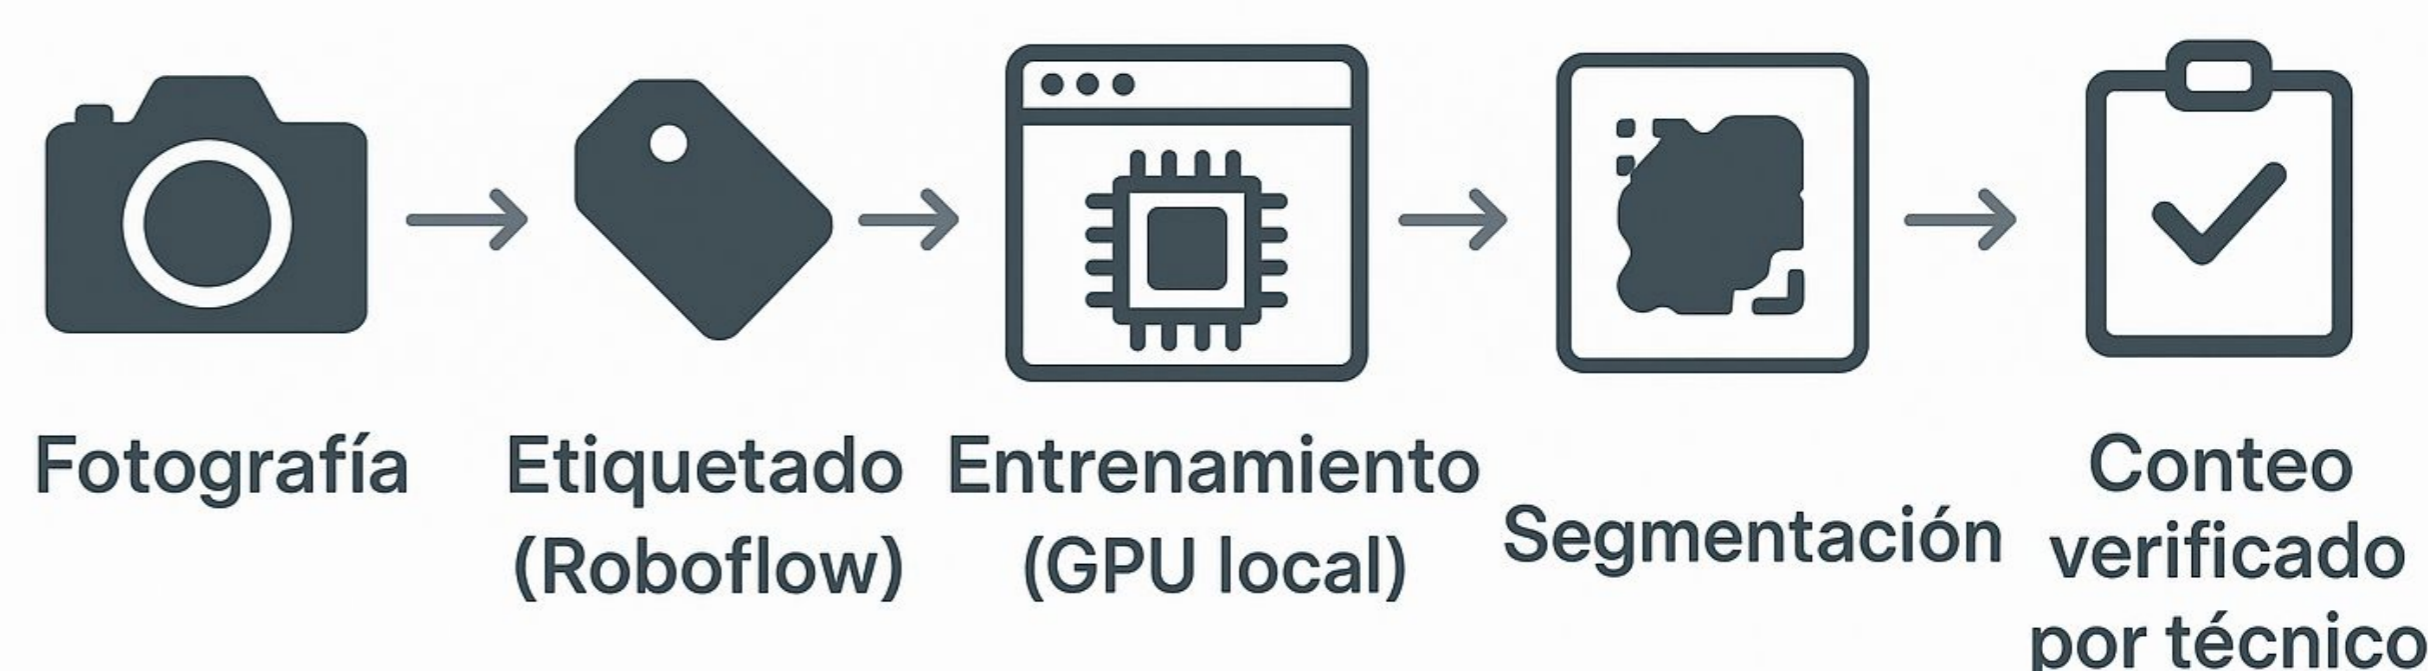 Fotografía
Etiquetado
(Roboflow)
Entrenamiento
(GPU local)
Segmentación
Conteo
verificado
por técnico